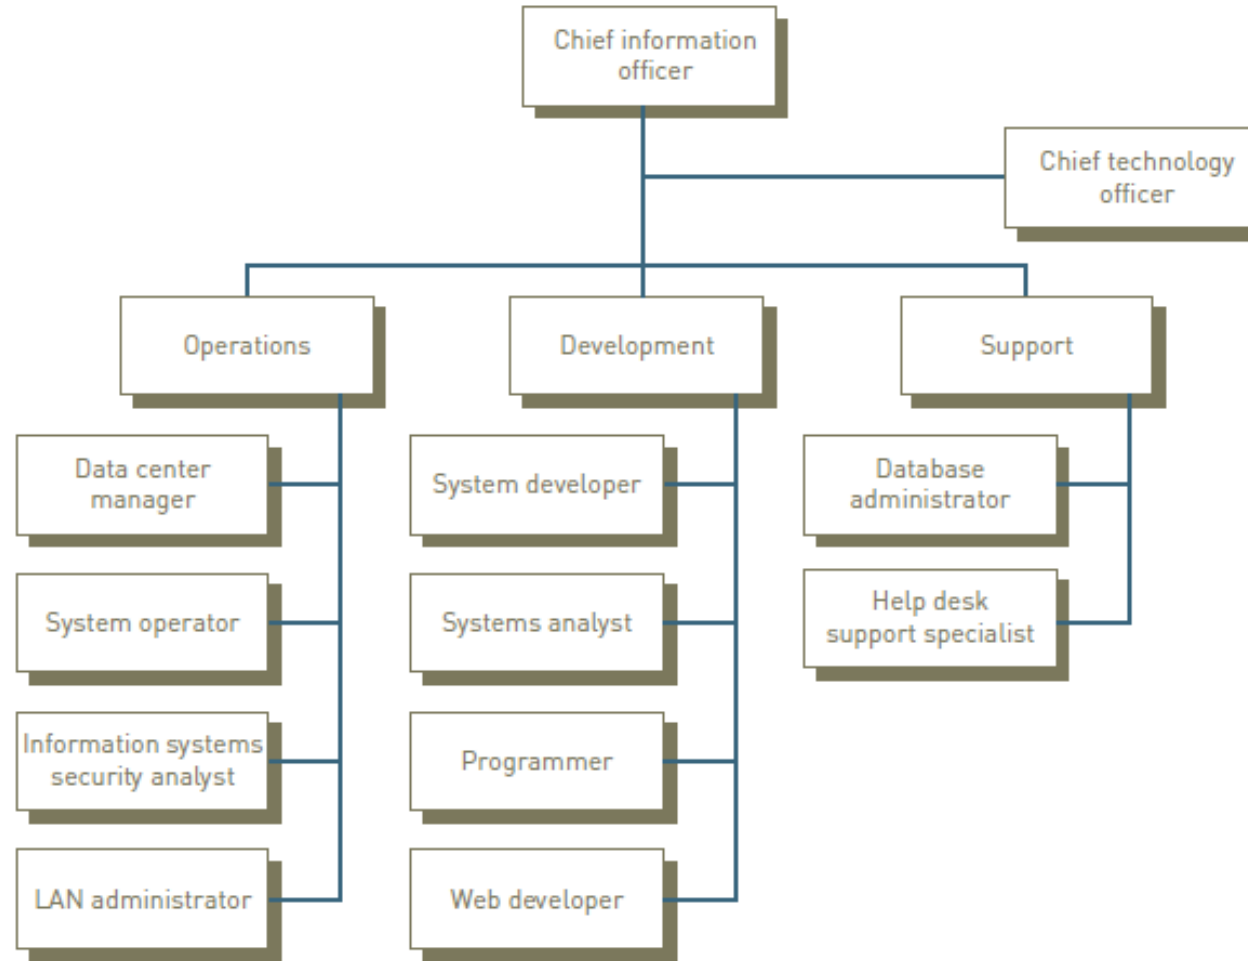 Chief information
officer
Chief technology
officer
Operations
Development
Support
Data center
manager
System developer
Database
administrator
System operator
Systems analyst
Help desk
support specialist
Information systems
security analyst
Programmer
LAN administrator
Web developer